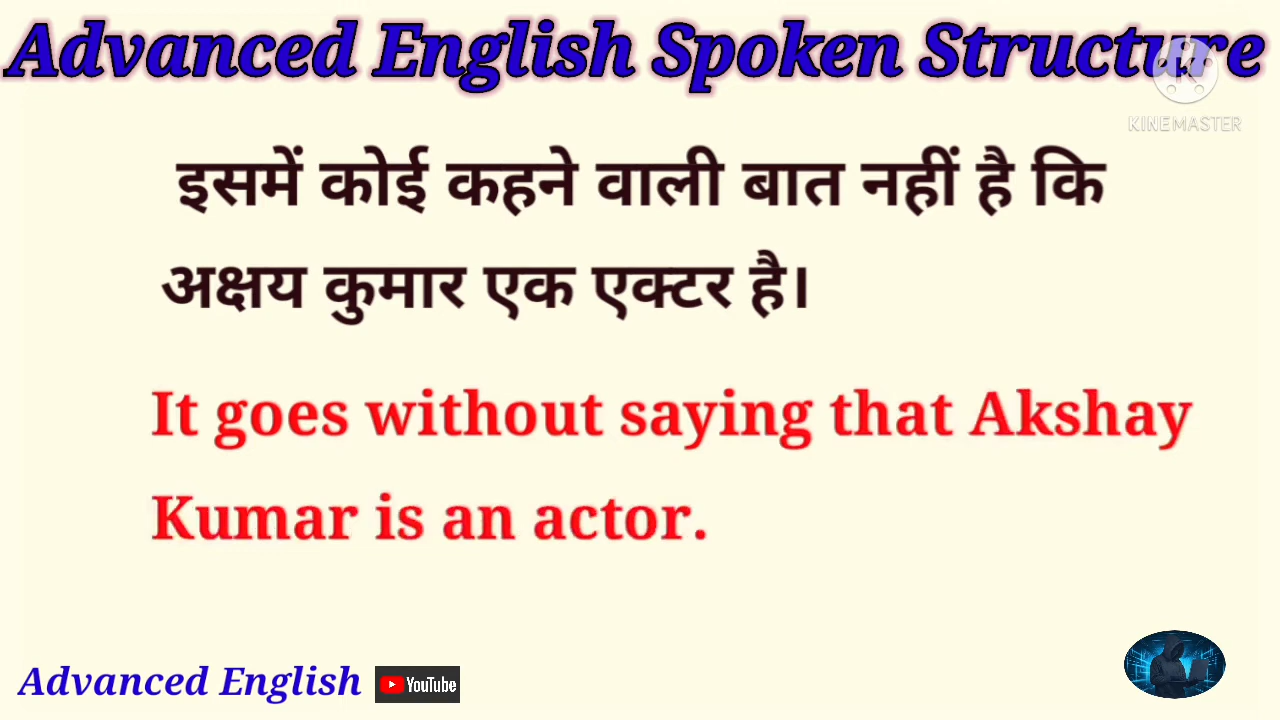 Advanced English Spoken Structure
KINEMASTER
इसमें कोई कहने वाली बात नहीं है कि
अक्षय कुमार एक एक्टर है।
It goes without saying that Akshay
Kumar is an actor.
Advanced English YouTube